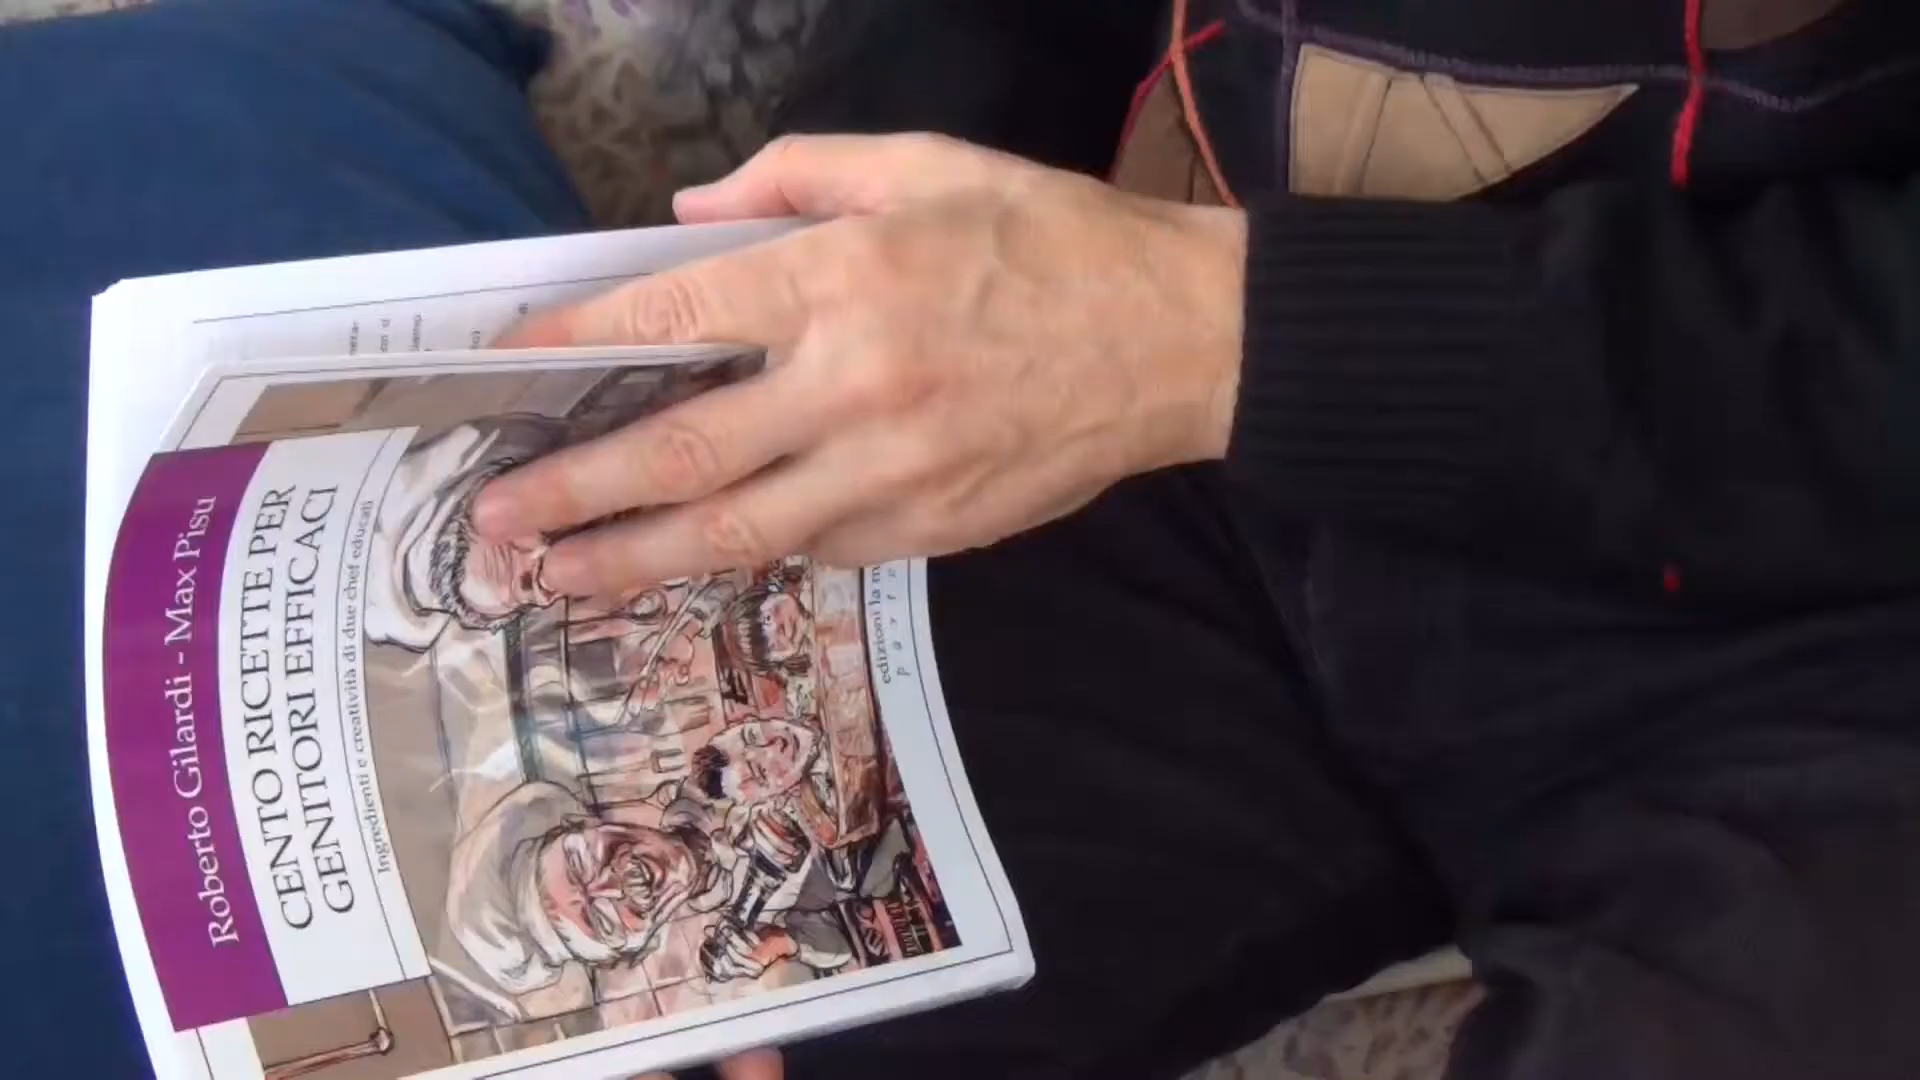 Roberto Gilardi - Max Pisu
CENTO RICETTE PER
GENITORI EFFICACI
Ingredienti e creatività di due chef educati
edizioni la